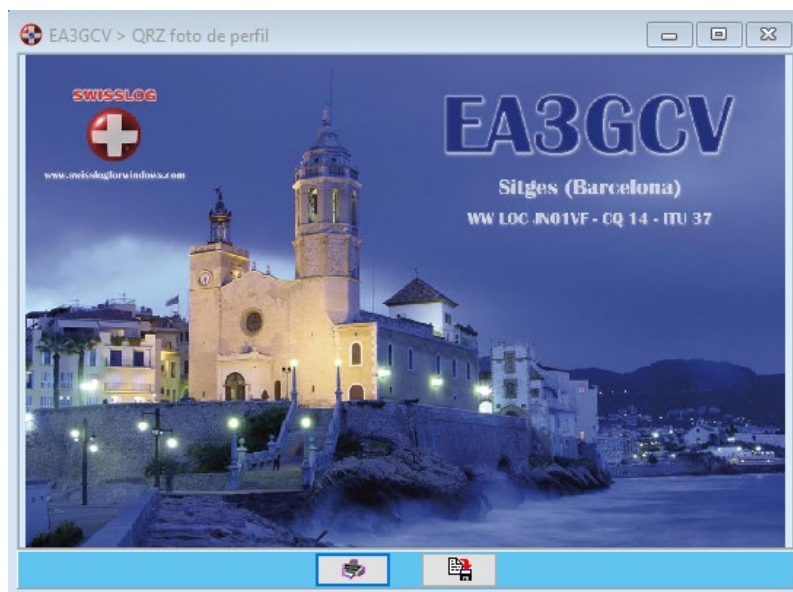 EA3GCV > QRZ foto de perfil
SWISSLOG
www.swisslogforwindows.com
EA3GCV
Sitges (Barcelona)
WW LOC JN01VF - CQ 14 - ITU 37